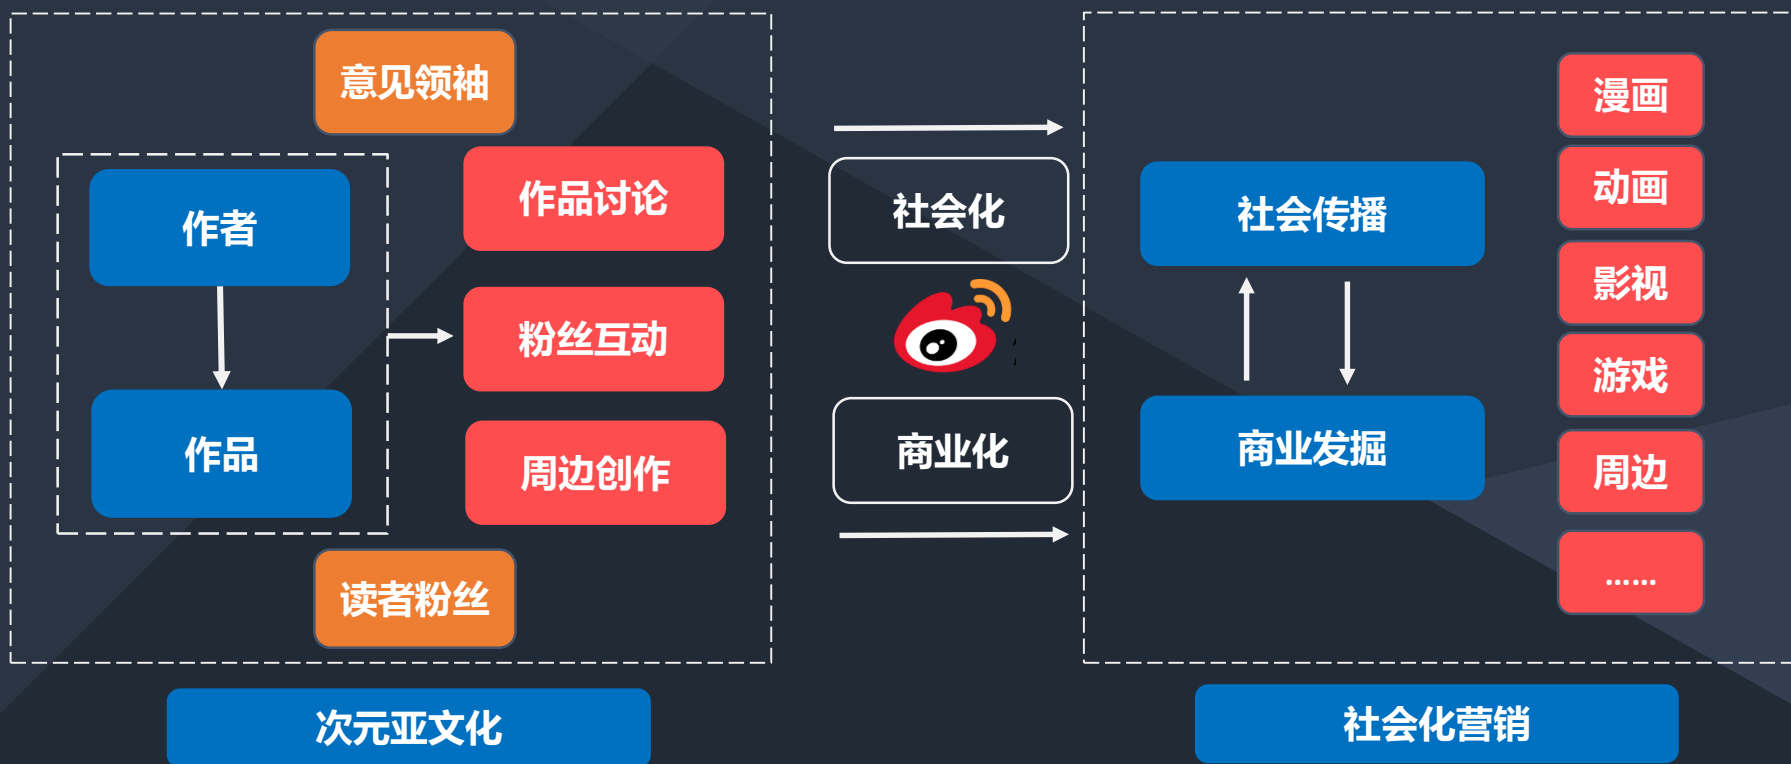 意见领袖
作者
作品
作品讨论
粉丝互动
周边创作
读者粉丝
次元亚文化
社会化
商业化
社会传播
商业发掘
漫画
动画
影视
游戏
周边
……
社会化营销